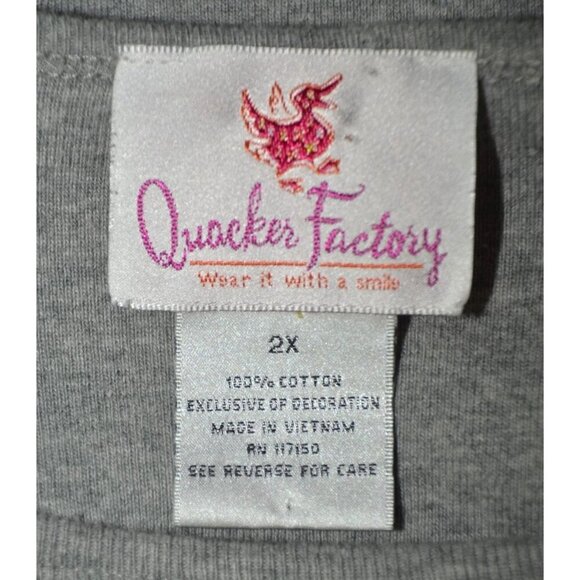 Quacker Factory
Wear it with a smile
2X
100% COTTON
EXCLUSIVE OF DECORATION
MADE IN VIETNAM
RN 117150
SEE REVERSE FOR CARE